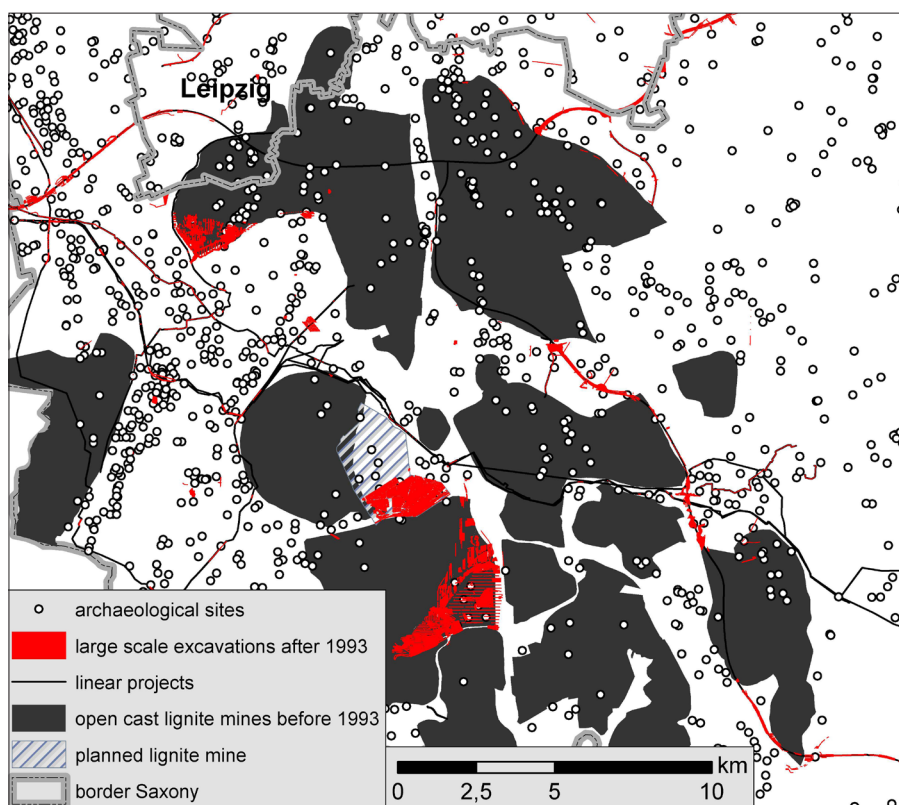 Leipzig
archaeological sites
large scale excavations after 1993
linear projects
open cast lignite mines before 1993
planned lignite mine
border Saxony
km
0 2,5 5 10